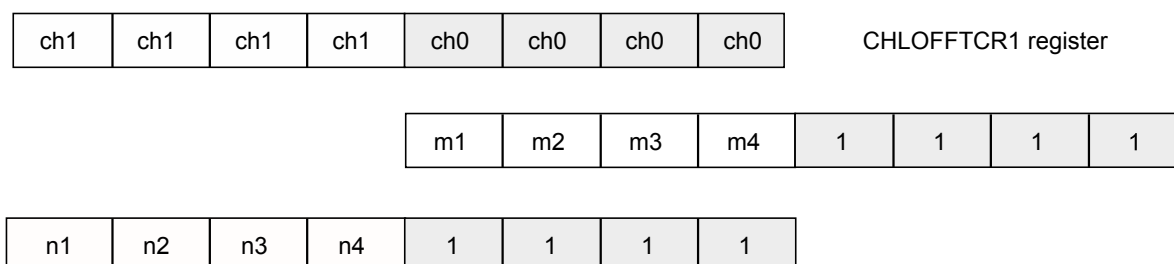 ch1 ch1 ch1 ch1 ch0 ch0 ch0 ch0 CHLOFFTCR1 register
m1 m2 m3 m4 1 1 1 1
n1 n2 n3 n4 1 1 1 1